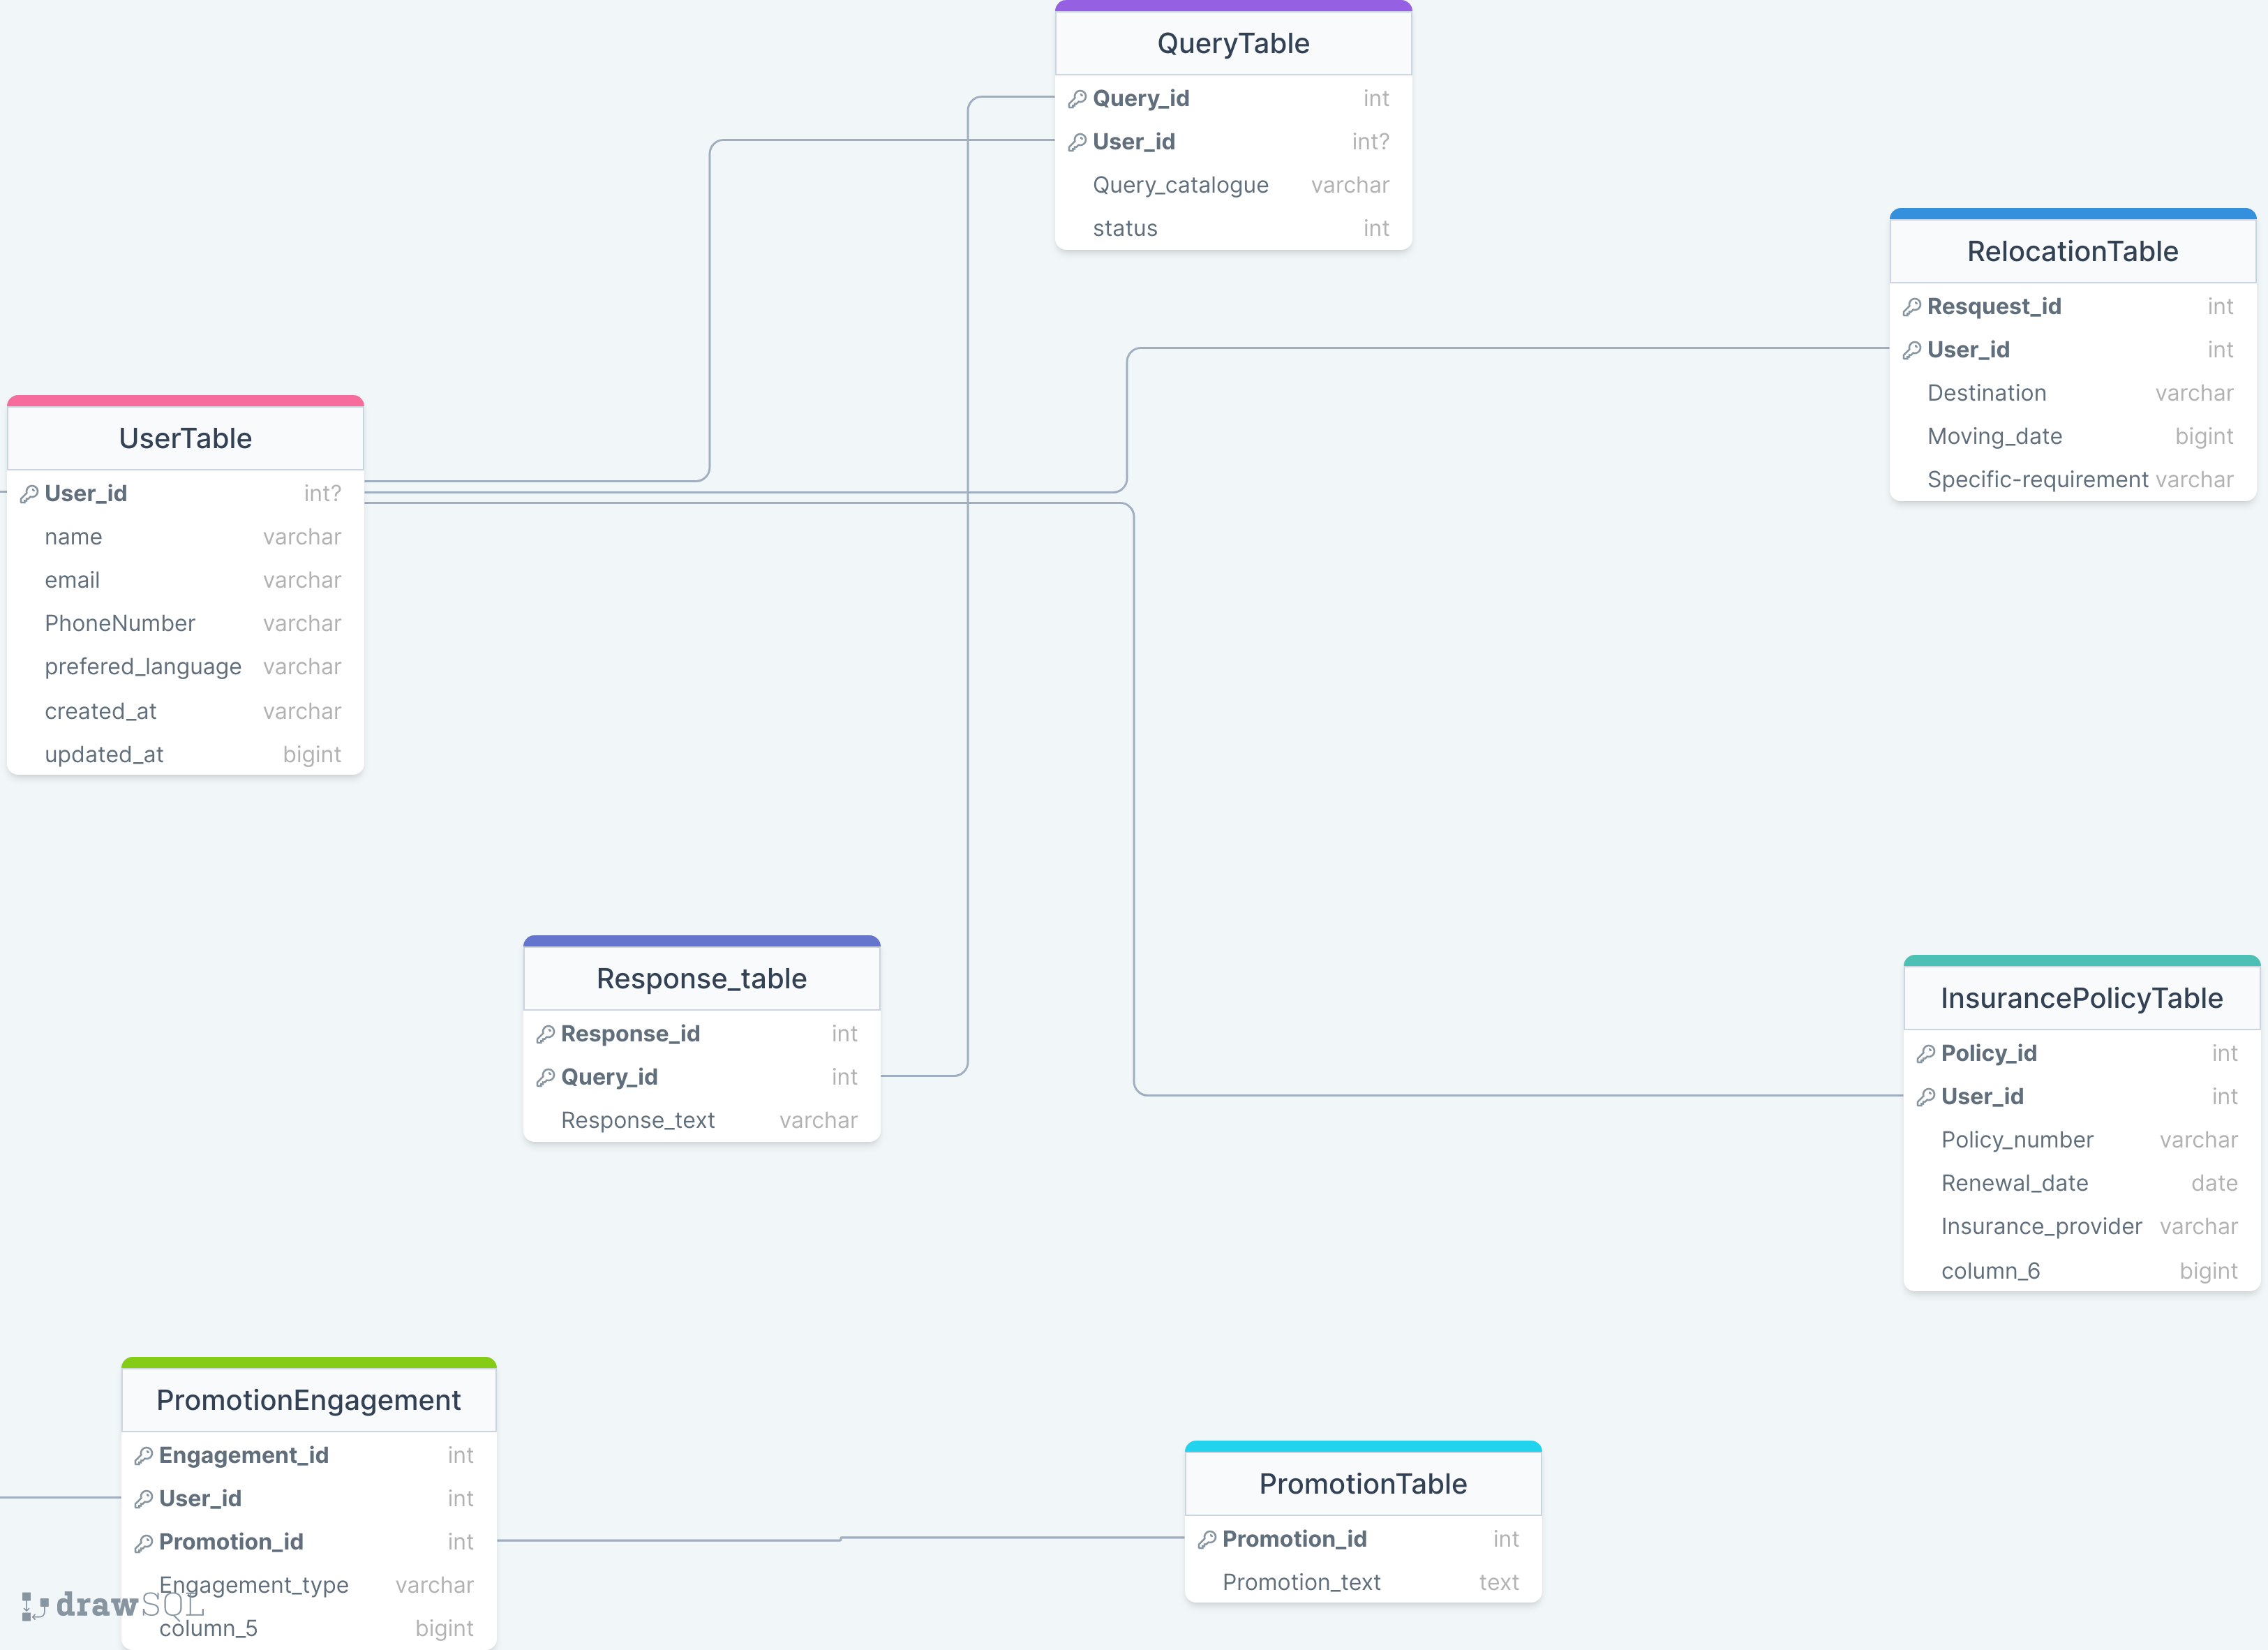 QueryTable
Query_id int
User_id int?
Query_catalogue varchar
status int
RelocationTable
Resquest_id int
User_id int
Destination varchar
Moving_date bigint
Specific-requirement varchar
UserTable
User_id int?
name varchar
email varchar
PhoneNumber varchar
prefered_language varchar
created_at varchar
updated_at bigint
Response_table
Response_id int
Query_id int
Response_text varchar
InsurancePolicyTable
Policy_id int
User_id int
Policy_number varchar
Renewal_date date
Insurance_provider varchar
column_6 bigint
PromotionEngagement
Engagement_id int
User_id int
Promotion_id int
Engagement_type varchar
column_5 bigint
PromotionTable
Promotion_id int
Promotion_text text
drawSQL